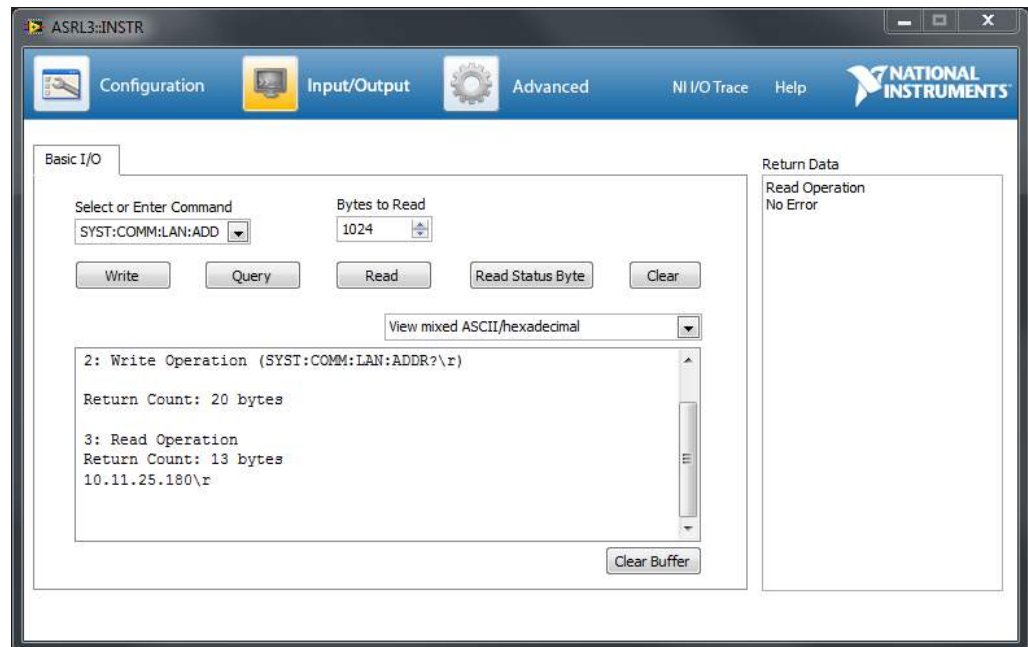 ASRL3::INSTR
Configuration Input/Output Advanced NI I/O Trace Help NATIONAL INSTRUMENTS
Basic I/O
Select or Enter Command
SYST:COMM:LAN:ADD
Bytes to Read
1024
Write Query Read Read Status Byte Clear
View mixed ASCII/hexadecimal
2: Write Operation (SYST:COMM:LAN:ADDR?\r)
Return Count: 20 bytes
3: Read Operation
Return Count: 13 bytes
10.11.25.180\r
Clear Buffer
Return Data
Read Operation
No Error